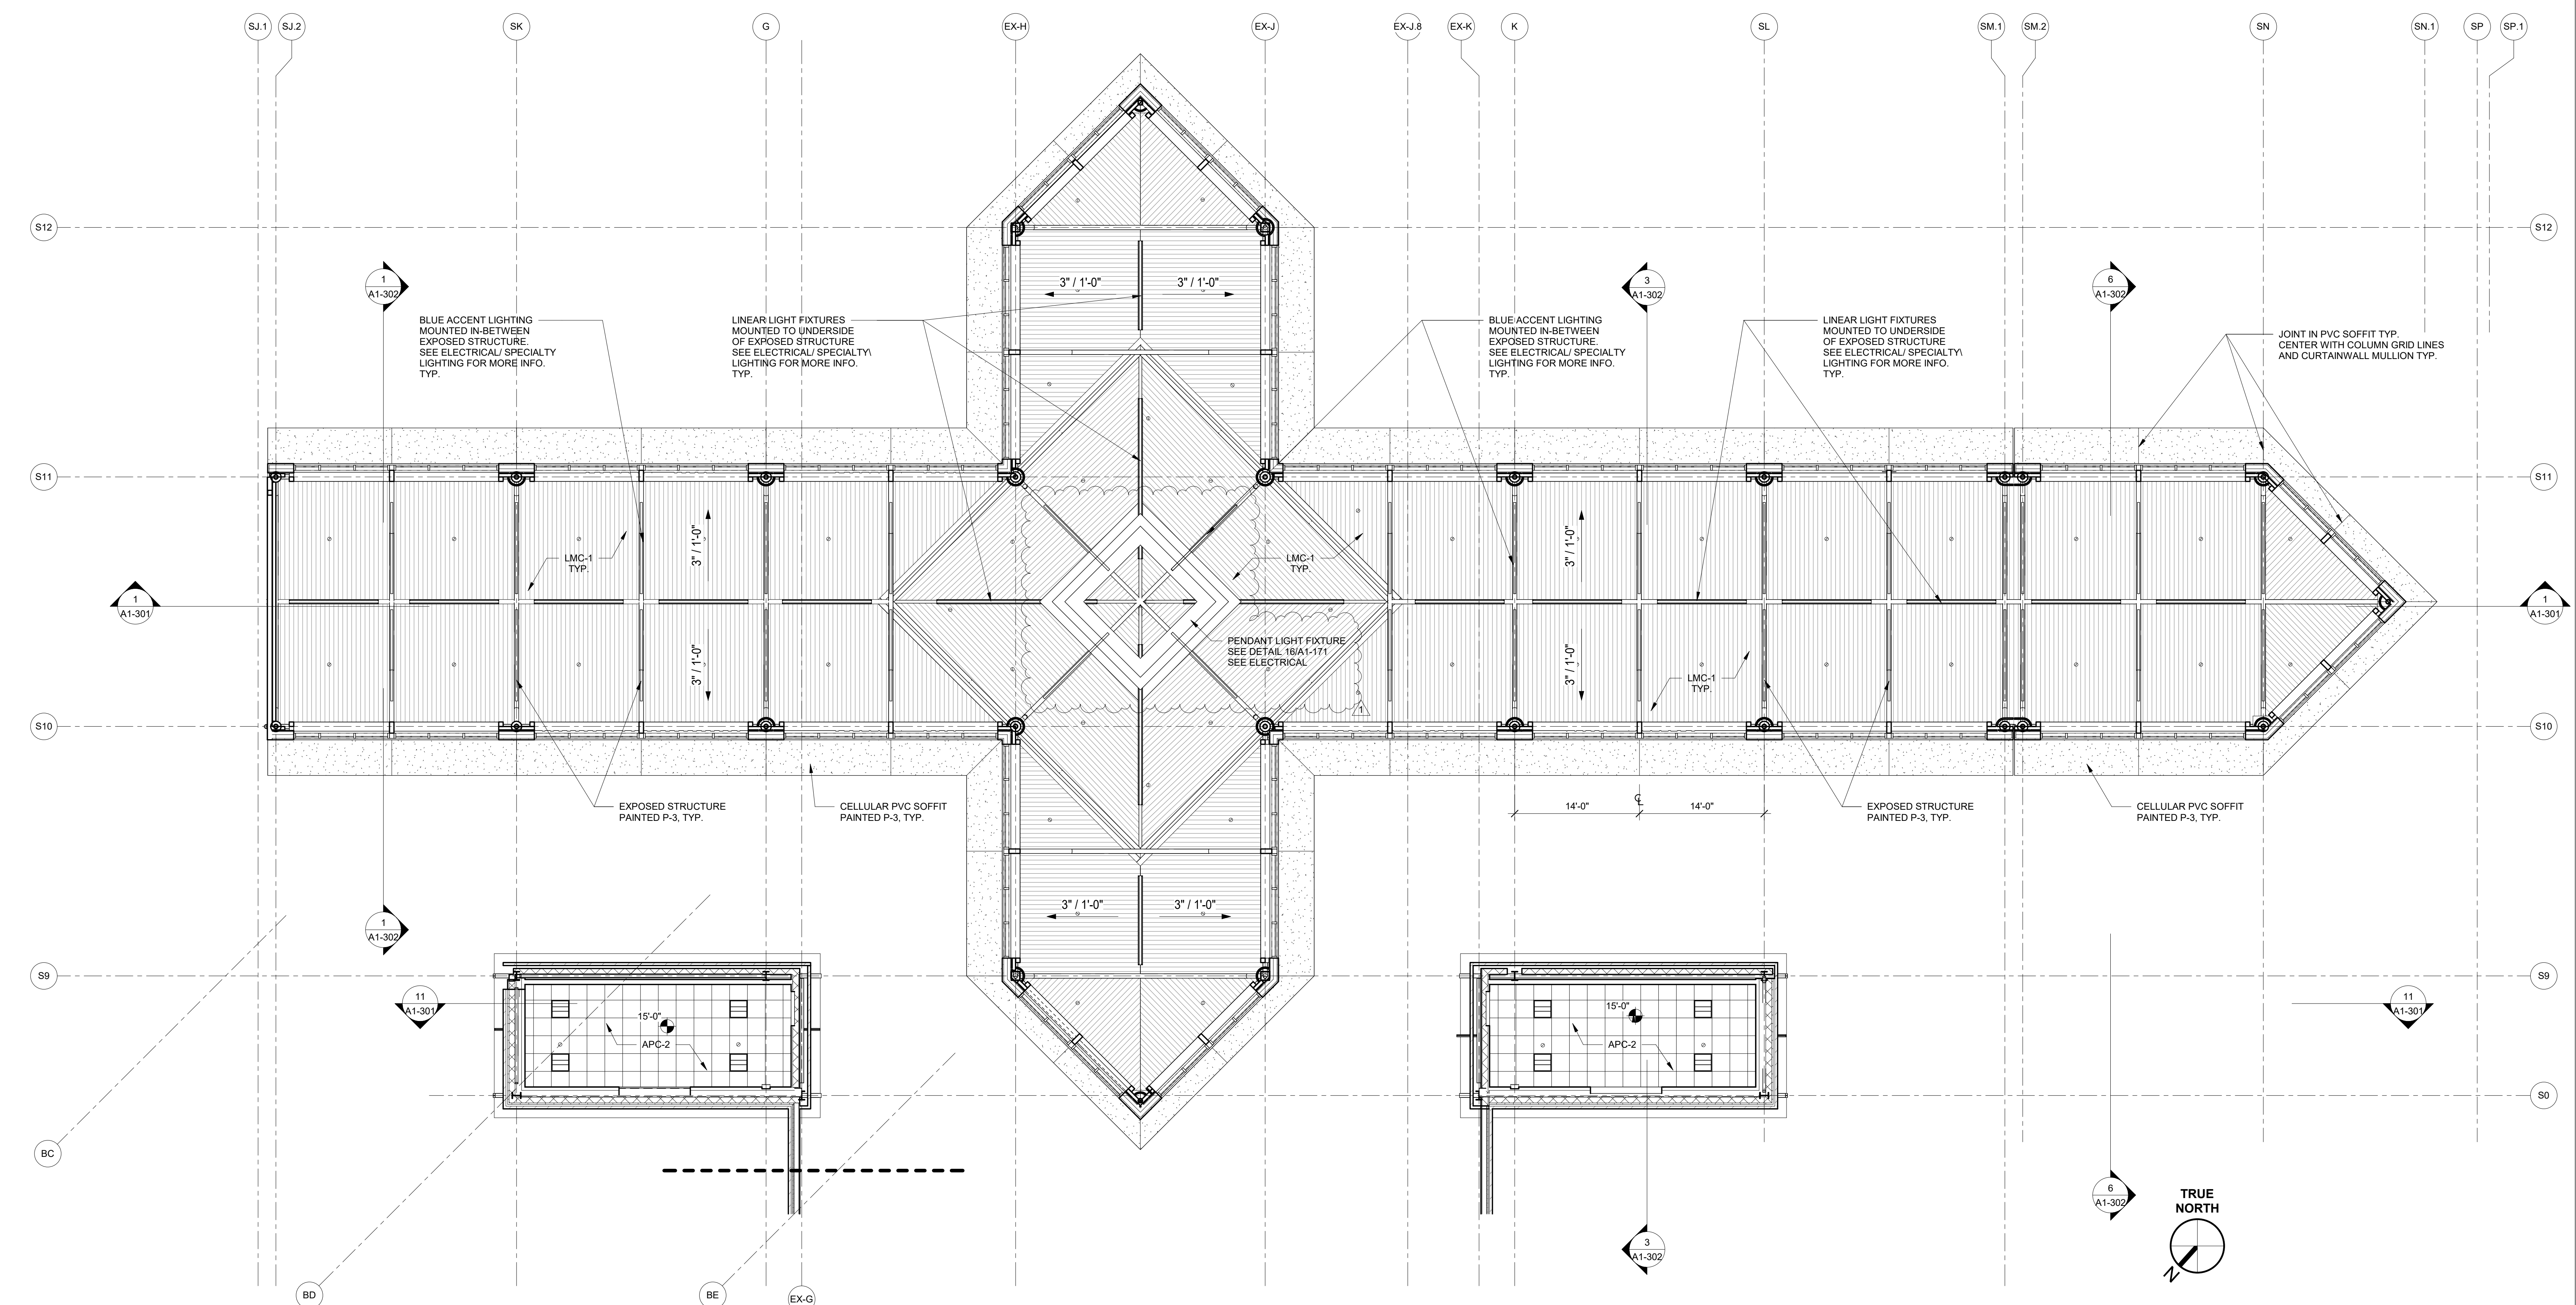 SJ.1
SJ.2
SK
G
EX-H
EX-J
EX-J.8
EX-K
K
SL
SM.1
SM.2
SN
SN.1
SP
SP.1
S12
S12
1
A1-302
3
A1-302
6
A1-302
3" / 1'-0"
3" / 1'-0"
BLUE ACCENT LIGHTING
MOUNTED IN-BETWEEN
EXPOSED STRUCTURE.
SEE ELECTRICAL/ SPECIALTY
LIGHTING FOR MORE INFO.
TYP.
LINEAR LIGHT FIXTURES
MOUNTED TO UNDERSIDE
OF EXPOSED STRUCTURE
SEE ELECTRICAL/ SPECIALTY\
LIGHTING FOR MORE INFO.
TYP.
BLUE ACCENT LIGHTING
MOUNTED IN-BETWEEN
EXPOSED STRUCTURE.
SEE ELECTRICAL/ SPECIALTY
LIGHTING FOR MORE INFO.
TYP.
LINEAR LIGHT FIXTURES
MOUNTED TO UNDERSIDE
OF EXPOSED STRUCTURE
SEE ELECTRICAL/ SPECIALTY\
LIGHTING FOR MORE INFO.
TYP.
JOINT IN PVC SOFFIT TYP.
CENTER WITH COLUMN GRID LINES
AND CURTAINWALL MULLION TYP.
S11
S11
LMC-1
TYP.
3" / 1'-0"
LMC-1
TYP.
3" / 1'-0"
1
A1-301
1
A1-301
PENDANT LIGHT FIXTURE
SEE DETAIL 16/A1-171
SEE ELECTRICAL
3" / 1'-0"
3" / 1'-0"
LMC-1
TYP.
1
S10
S10
EXPOSED STRUCTURE
PAINTED P-3, TYP.
CELLULAR PVC SOFFIT
PAINTED P-3, TYP.
14'-0"
CL
14'-0"
EXPOSED STRUCTURE
PAINTED P-3, TYP.
CELLULAR PVC SOFFIT
PAINTED P-3, TYP.
3" / 1'-0"
3" / 1'-0"
1
A1-302
S9
S9
11
A1-301
15'-0"
APC-2
15'-0"
APC-2
11
A1-301
S0
BC
BD
BE
EX-G
3
A1-302
6
A1-302
TRUE
NORTH
N